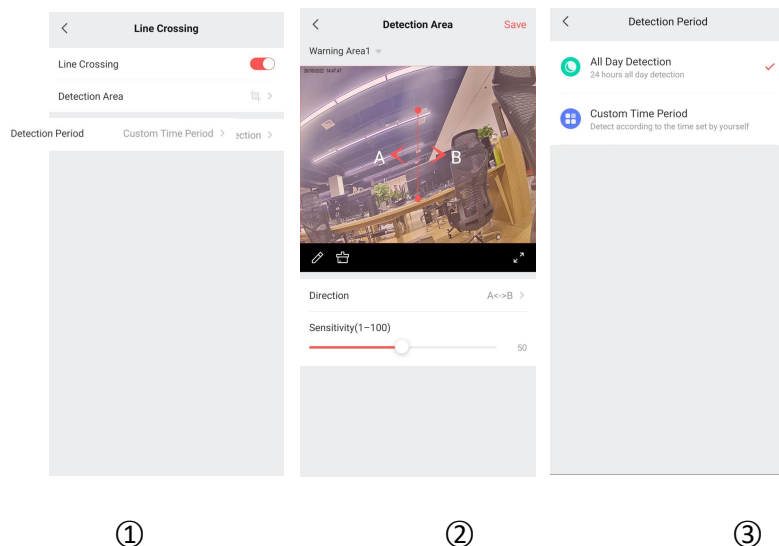 Line Crossing
Line Crossing
Detection Area
Detection Period Custom Time Period ection
Detection Area Save
Warning Area1
A B
Direction A<->B
Sensitivity(1–100)
50
Detection Period
All Day Detection
24 hours all day detection
Custom Time Period
Detect according to the time set by yourself
① ② ③